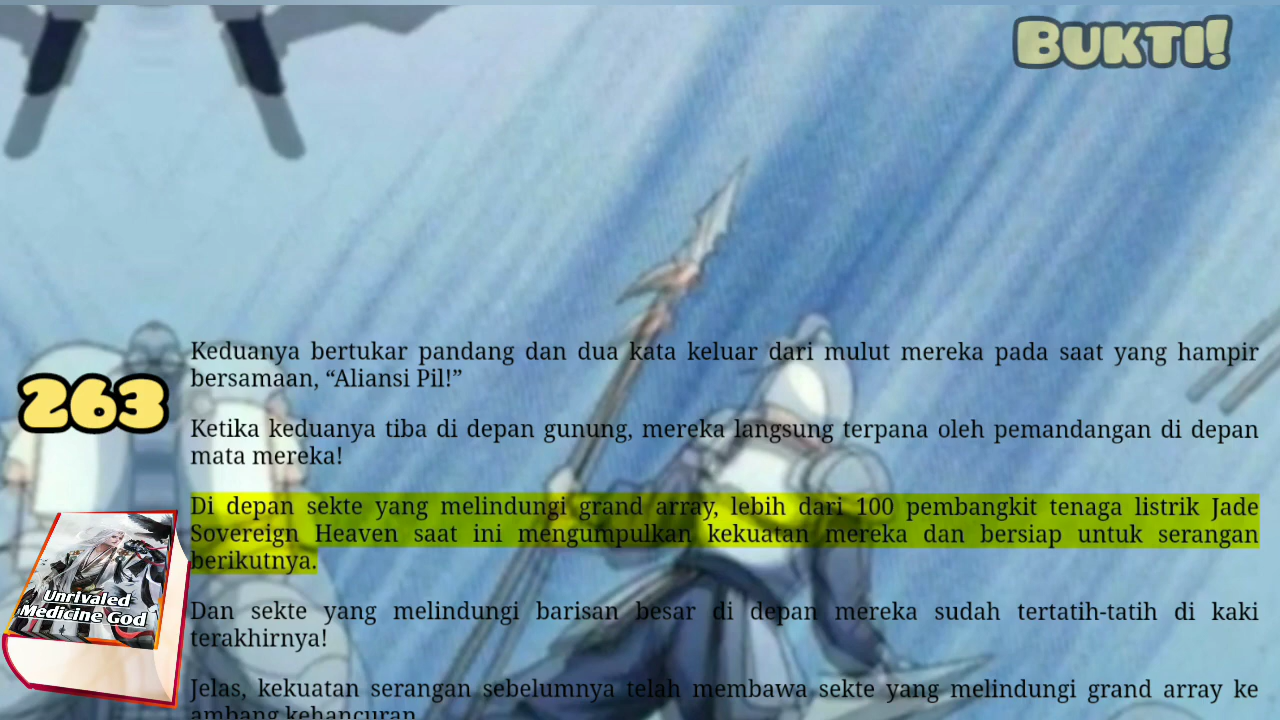 BUKTI!
Keduanya bertukar pandang dan dua kata keluar dari mulut mereka pada saat yang hampir
bersamaan, “Aliansi Pil!”
263
Ketika keduanya tiba di depan gunung, mereka langsung terpana oleh pemandangan di depan
mata mereka!
Di depan sekte yang melindungi grand array, lebih dari 100 pembangkit tenaga listrik Jade
Sovereign Heaven saat ini mengumpulkan kekuatan mereka dan bersiap untuk serangan
berikutnya.
Unrivaled
Medicine God
Dan sekte yang melindungi barisan besar di depan mereka sudah tertatih-tatih di kaki
terakhirnya!
Jelas, kekuatan serangan sebelumnya telah membawa sekte yang melindungi grand array ke
ambang kehancuran